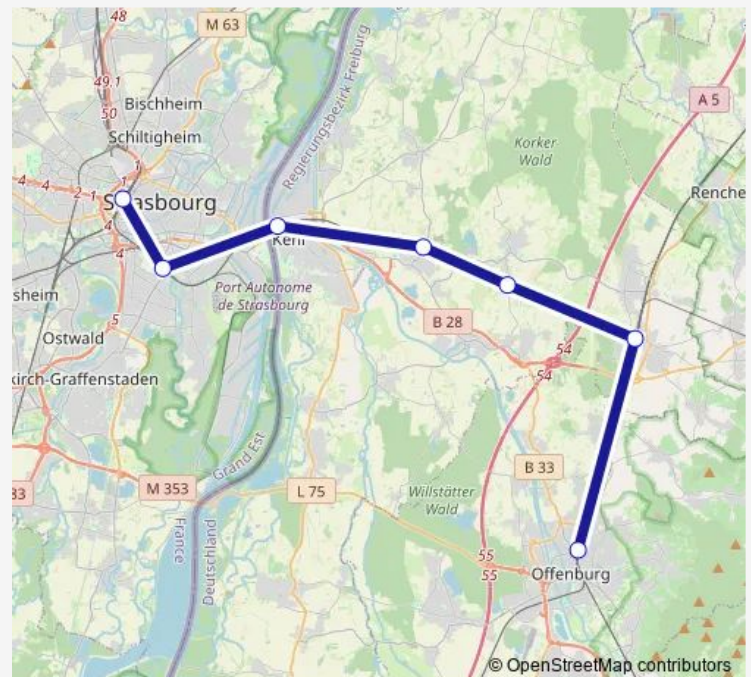 M 63
49.1
50
Bischheim
Schiltigheim
Regierungsbezirk Freiburg
A 5
Korker
Wald
4
4
2
1
1
Strasbourg
Renche
4
4
4
Kehl
Port Autonome
de Strasbourg
sheim
5
Ostwald
B 28
54
54
kirch-Graffenstaden
Grand Est
B 33
M 353
L 75
Willstätter
Wald
83
France
Deutschland
55
55
Offenburg
© OpenStreetMap contributors